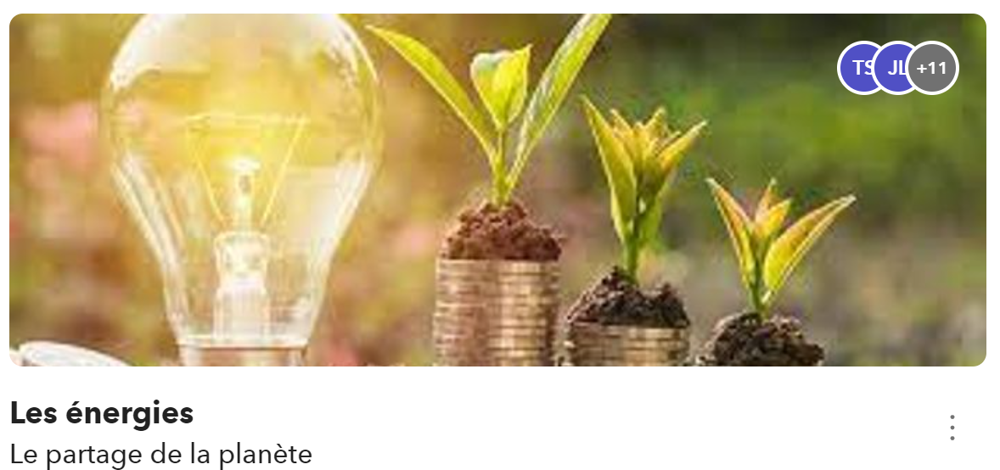 TS JL +11
Les énergies
Le partage de la planète